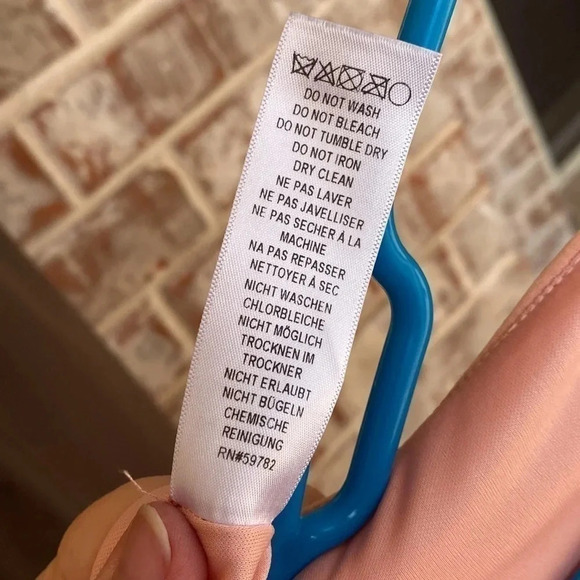 DO NOT WASH
DO NOT BLEACH
DO NOT TUMBLE DRY
DO NOT IRON
DRY CLEAN
NE PAS LAVER
NE PAS JAVELLISER
NE PAS SECHER À LA
MACHINE
NA PAS REPASSER
NETTOYER À SEC
NICHT WASCHEN
CHLORBLEICHE
NICHT MÖGLICH
TROCKNEN IM
TROCKNER
NICHT ERLAUBT
NICHT BÜGELN
CHEMISCHE
REINIGUNG
RN#59782